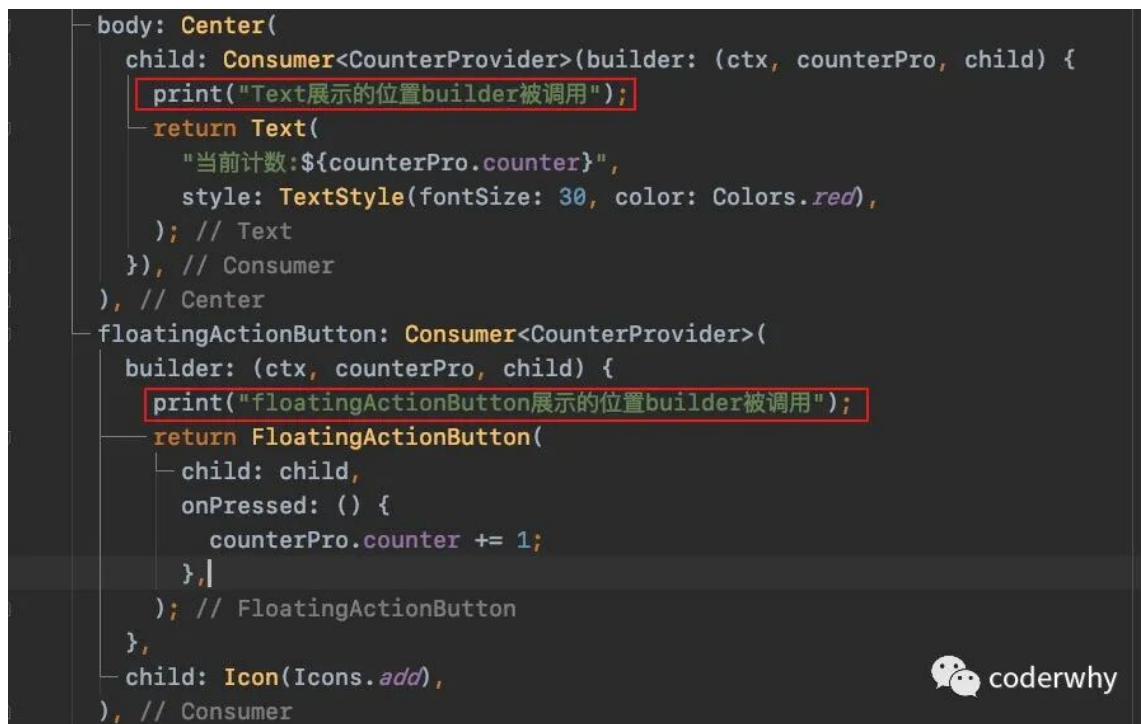 body: Center(
child: Consumer<CounterProvider>(builder: (ctx, counterPro, child) {
print("Text展示的位置builder被调用");
return Text(
"当前计数:${counterPro.counter}",
style: TextStyle(fontSize: 30, color: Colors.red),
); // Text
}), // Consumer
), // Center
floatingActionButton: Consumer<CounterProvider>(
builder: (ctx, counterPro, child) {
print("floatingActionButton展示的位置builder被调用");
return FloatingActionButton(
child: child,
onPressed: () {
counterPro.counter += 1;
},
); // FloatingActionButton
},
child: Icon(Icons.add),
), // Consumer
coderwhy